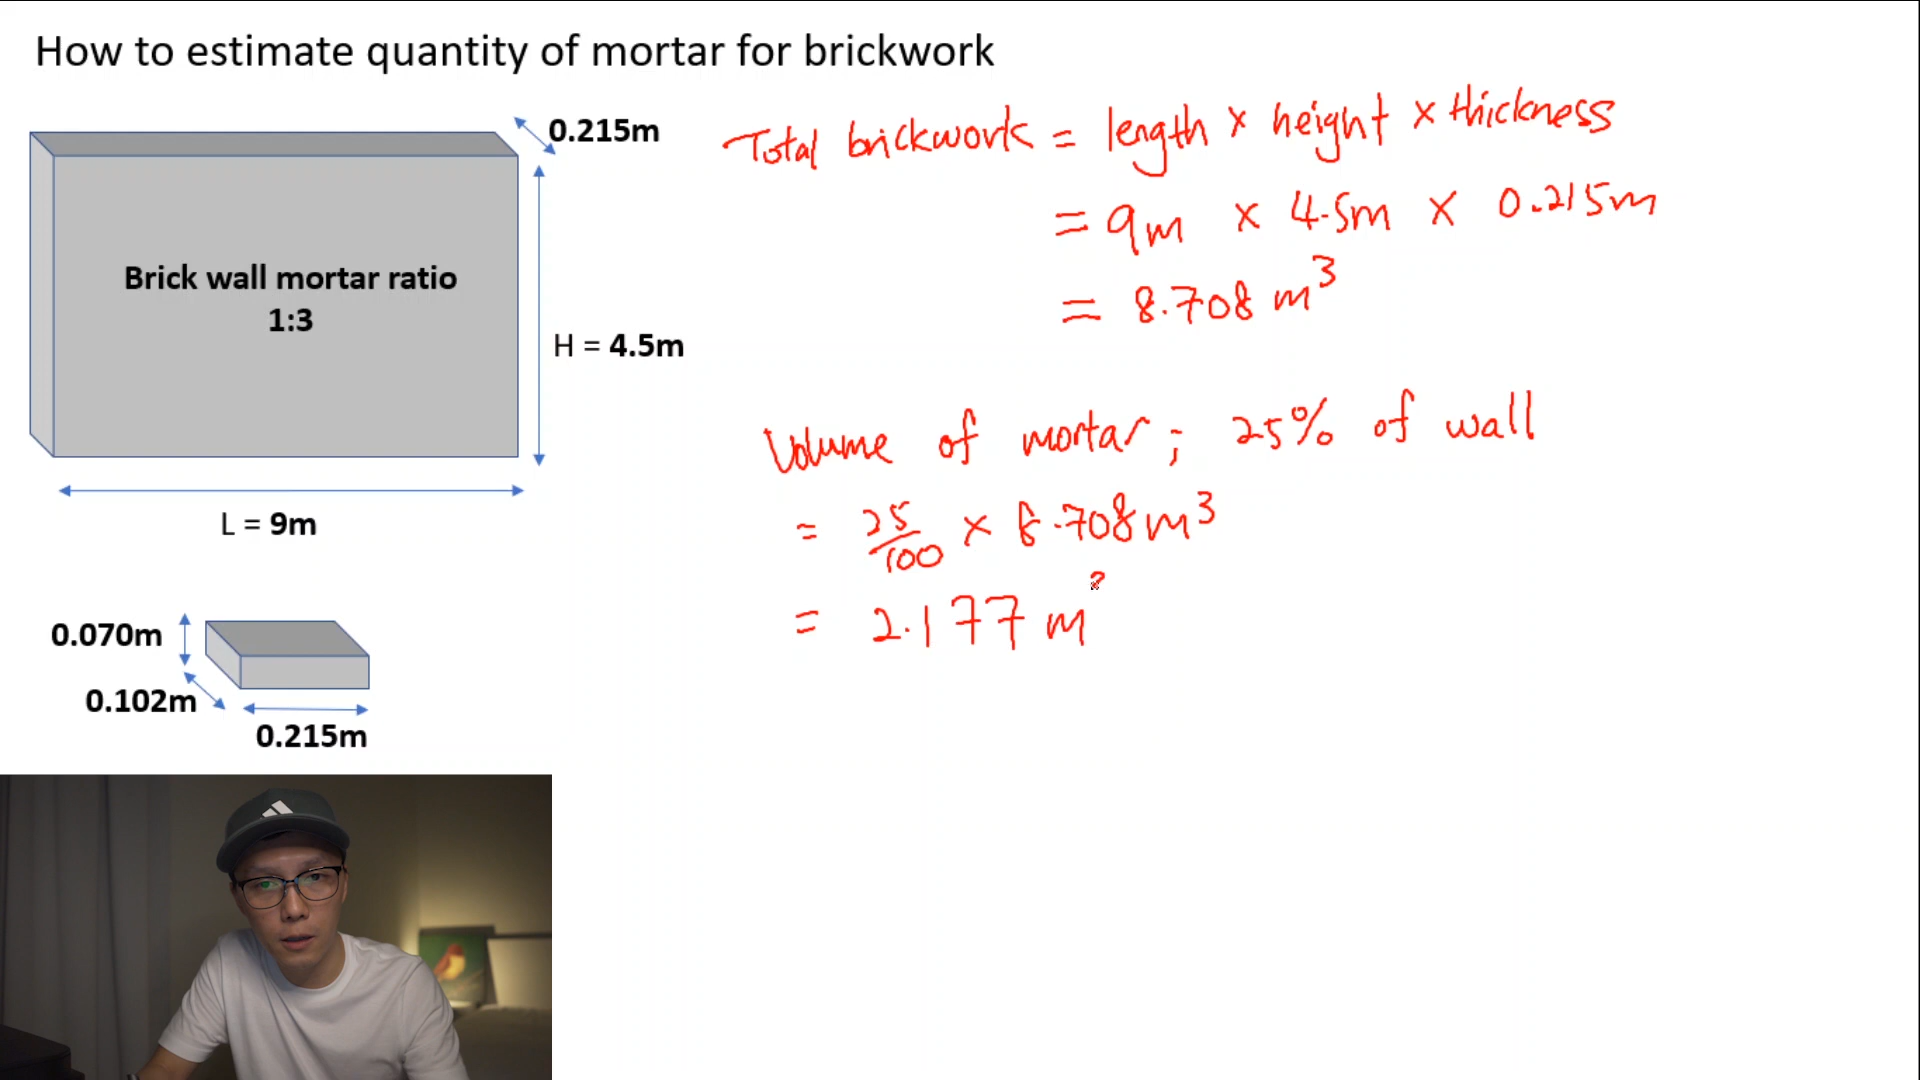 How to estimate quantity of mortar for brickwork
0.215m
Brick wall mortar ratio
1:3
H = 4.5m
L = 9m
0.070m
0.102m
0.215m
Total brickwork = length × height × thickness
= 9m × 4.5m × 0.215m
= 8.708 m³
Volume of mortar; 25% of wall
= 25/100 × 8.708m³
= 2.177 m